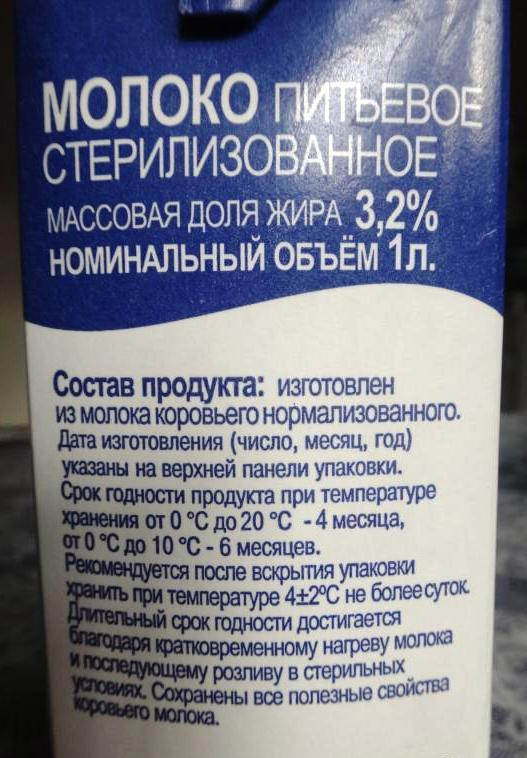 МОЛОКО ПИТЬЕВОЕ
СТЕРИЛИЗОВАННОЕ
МАССОВАЯ ДОЛЯ ЖИРА 3,2%
НОМИНАЛЬНЫЙ ОБЪЁМ 1л.
Состав продукта: изготовлен
из молока коровьего нормализованного.
Дата изготовления (число, месяц, год)
указаны на верхней панели упаковки.
Срок годности продукта при температуре
хранения от 0 °С до 20 °С - 4 месяца,
от 0 °С до 10 °С - 6 месяцев.
Рекомендуется после вскрытия упаковки
хранить при температуре 4±2°С не более суток.
Длительный срок годности достигается
благодаря кратковременному нагреву молока
и последующему розливу в стерильных
условиях. Сохранены все полезные свойства
коровьего молока.